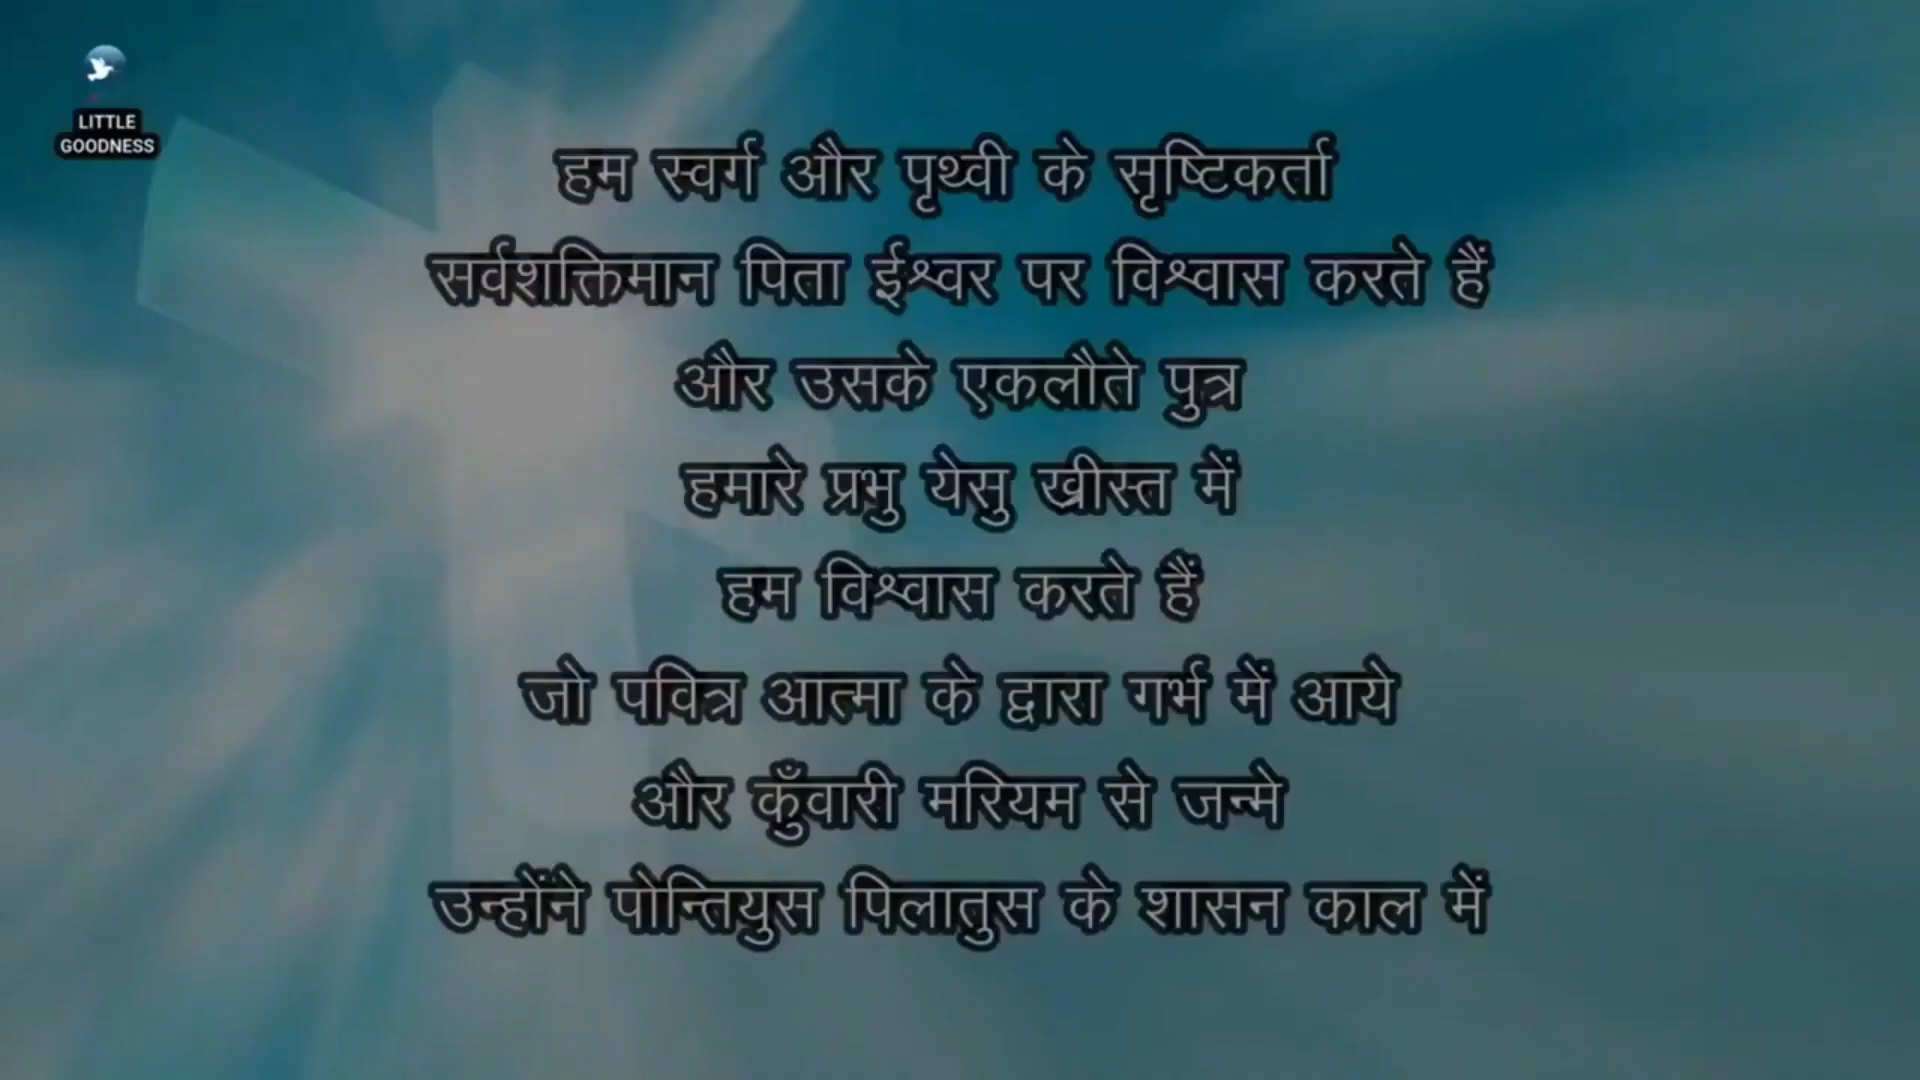 LITTLE
GOODNESS
हम स्वर्ग और पृथ्वी के सृष्टिकर्ता
सर्वशक्तिमान पिता ईश्वर पर विश्वास करते हैं
और उसके एकलौते पुत्र
हमारे प्रभु येसु ख्रीस्त में
हम विश्वास करते हैं
जो पवित्र आत्मा के द्वारा गर्भ में आये
और कुँवारी मरियम से जन्मे
उन्होंने पोन्तियुस पिलातुस के शासन काल में